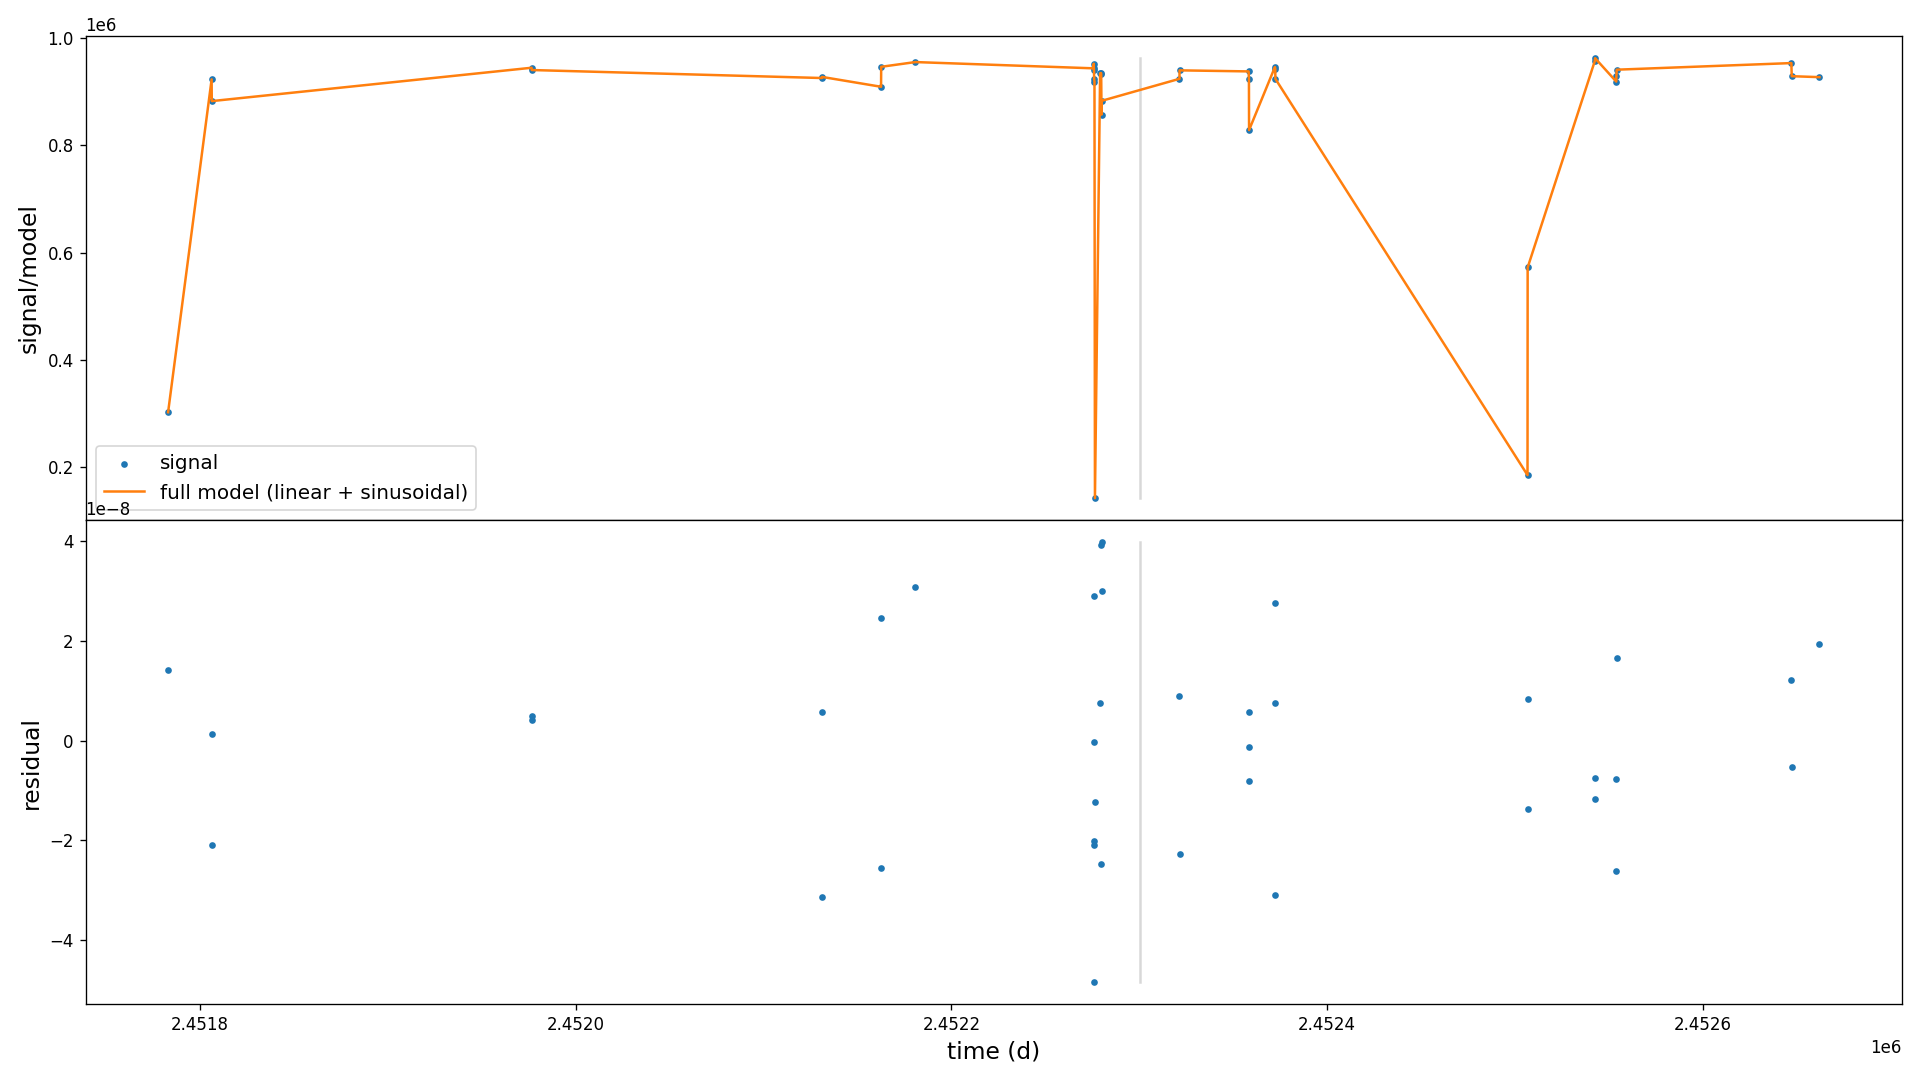 1e6
1.0
0.8
0.6
0.4
0.2
signal/model
signal
full model (linear + sinusoidal)
1e−8
4
2
0
−2
−4
residual
2.4518
2.4520
2.4522
2.4524
2.4526
1e6
time (d)